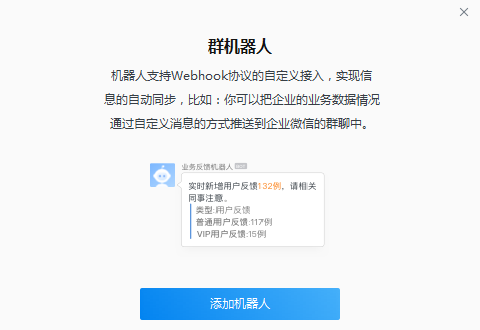 群机器人
机器人支持Webhook协议的自定义接入，实现信
息的自动同步，比如：你可以把企业的业务数据情况
通过自定义消息的方式推送到企业微信的群聊中。
业务反馈机器人 BOT
实时新增用户反馈132例，请相关
同事注意。
类型:用户反馈
普通用户反馈:117例
VIP用户反馈:15例
添加机器人